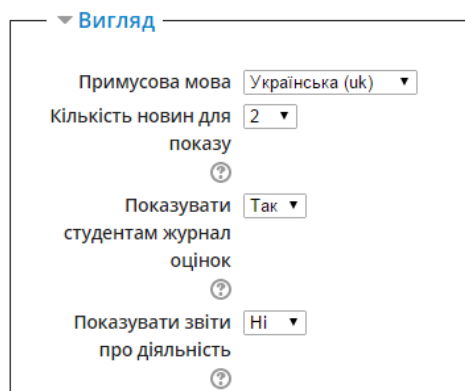 Вигляд
Примусова мова Українська (uk)
Кількість новин для 2
показу
?
Показувати Так
студентам журнал
оцінок
?
Показувати звіти Ні
про діяльність
?